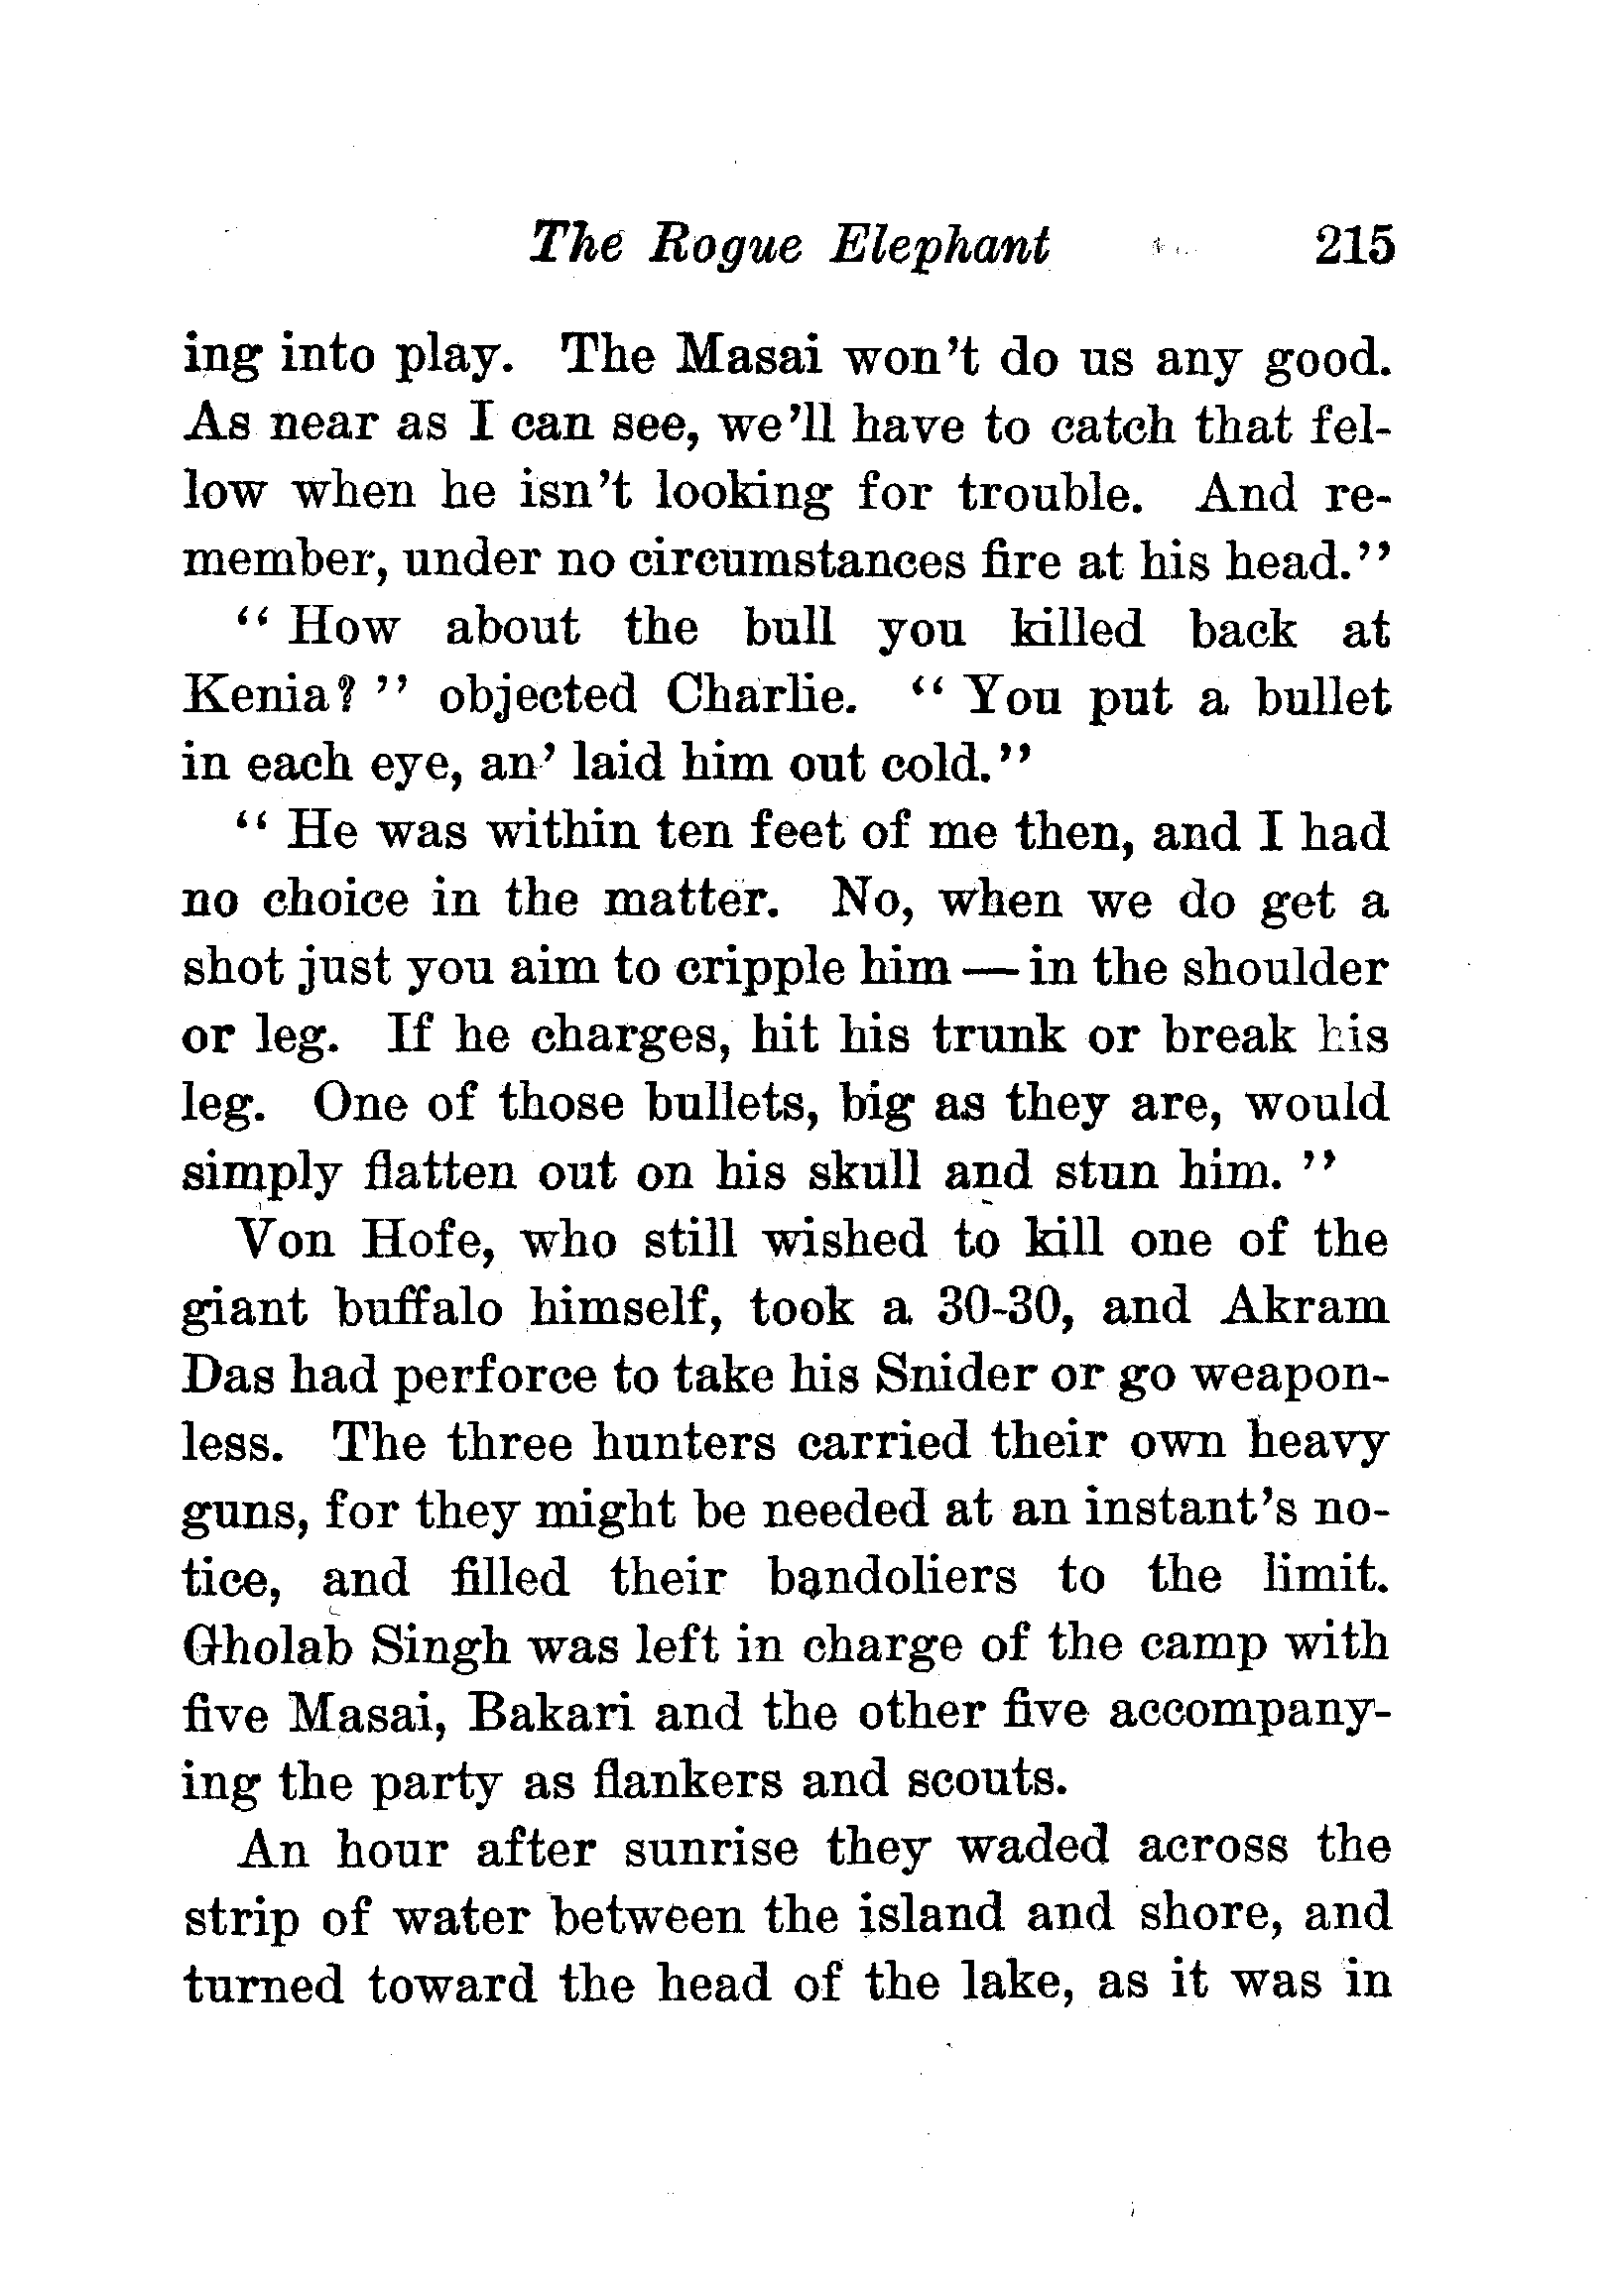 The Rogue Elephant 215
ing into play. The Masai won't do us any good.
As near as I can see, we'll have to catch that fel-
low when he isn't looking for trouble. And re-
member, under no circumstances fire at his head."
"How about the bull you killed back at
Kenia?" objected Charlie. "You put a bullet
in each eye, an' laid him out cold."
"He was within ten feet of me then, and I had
no choice in the matter. No, when we do get a
shot just you aim to cripple him — in the shoulder
or leg. If he charges, hit his trunk or break his
leg. One of those bullets, big as they are, would
simply flatten out on his skull and stun him."
Von Hofe, who still wished to kill one of the
giant buffalo himself, took a 30-30, and Akram
Das had perforce to take his Snider or go weapon-
less. The three hunters carried their own heavy
guns, for they might be needed at an instant's no-
tice, and filled their bandoliers to the limit.
Gholab Singh was left in charge of the camp with
five Masai, Bakari and the other five accompany-
ing the party as flankers and scouts.
An hour after sunrise they waded across the
strip of water between the island and shore, and
turned toward the head of the lake, as it was in